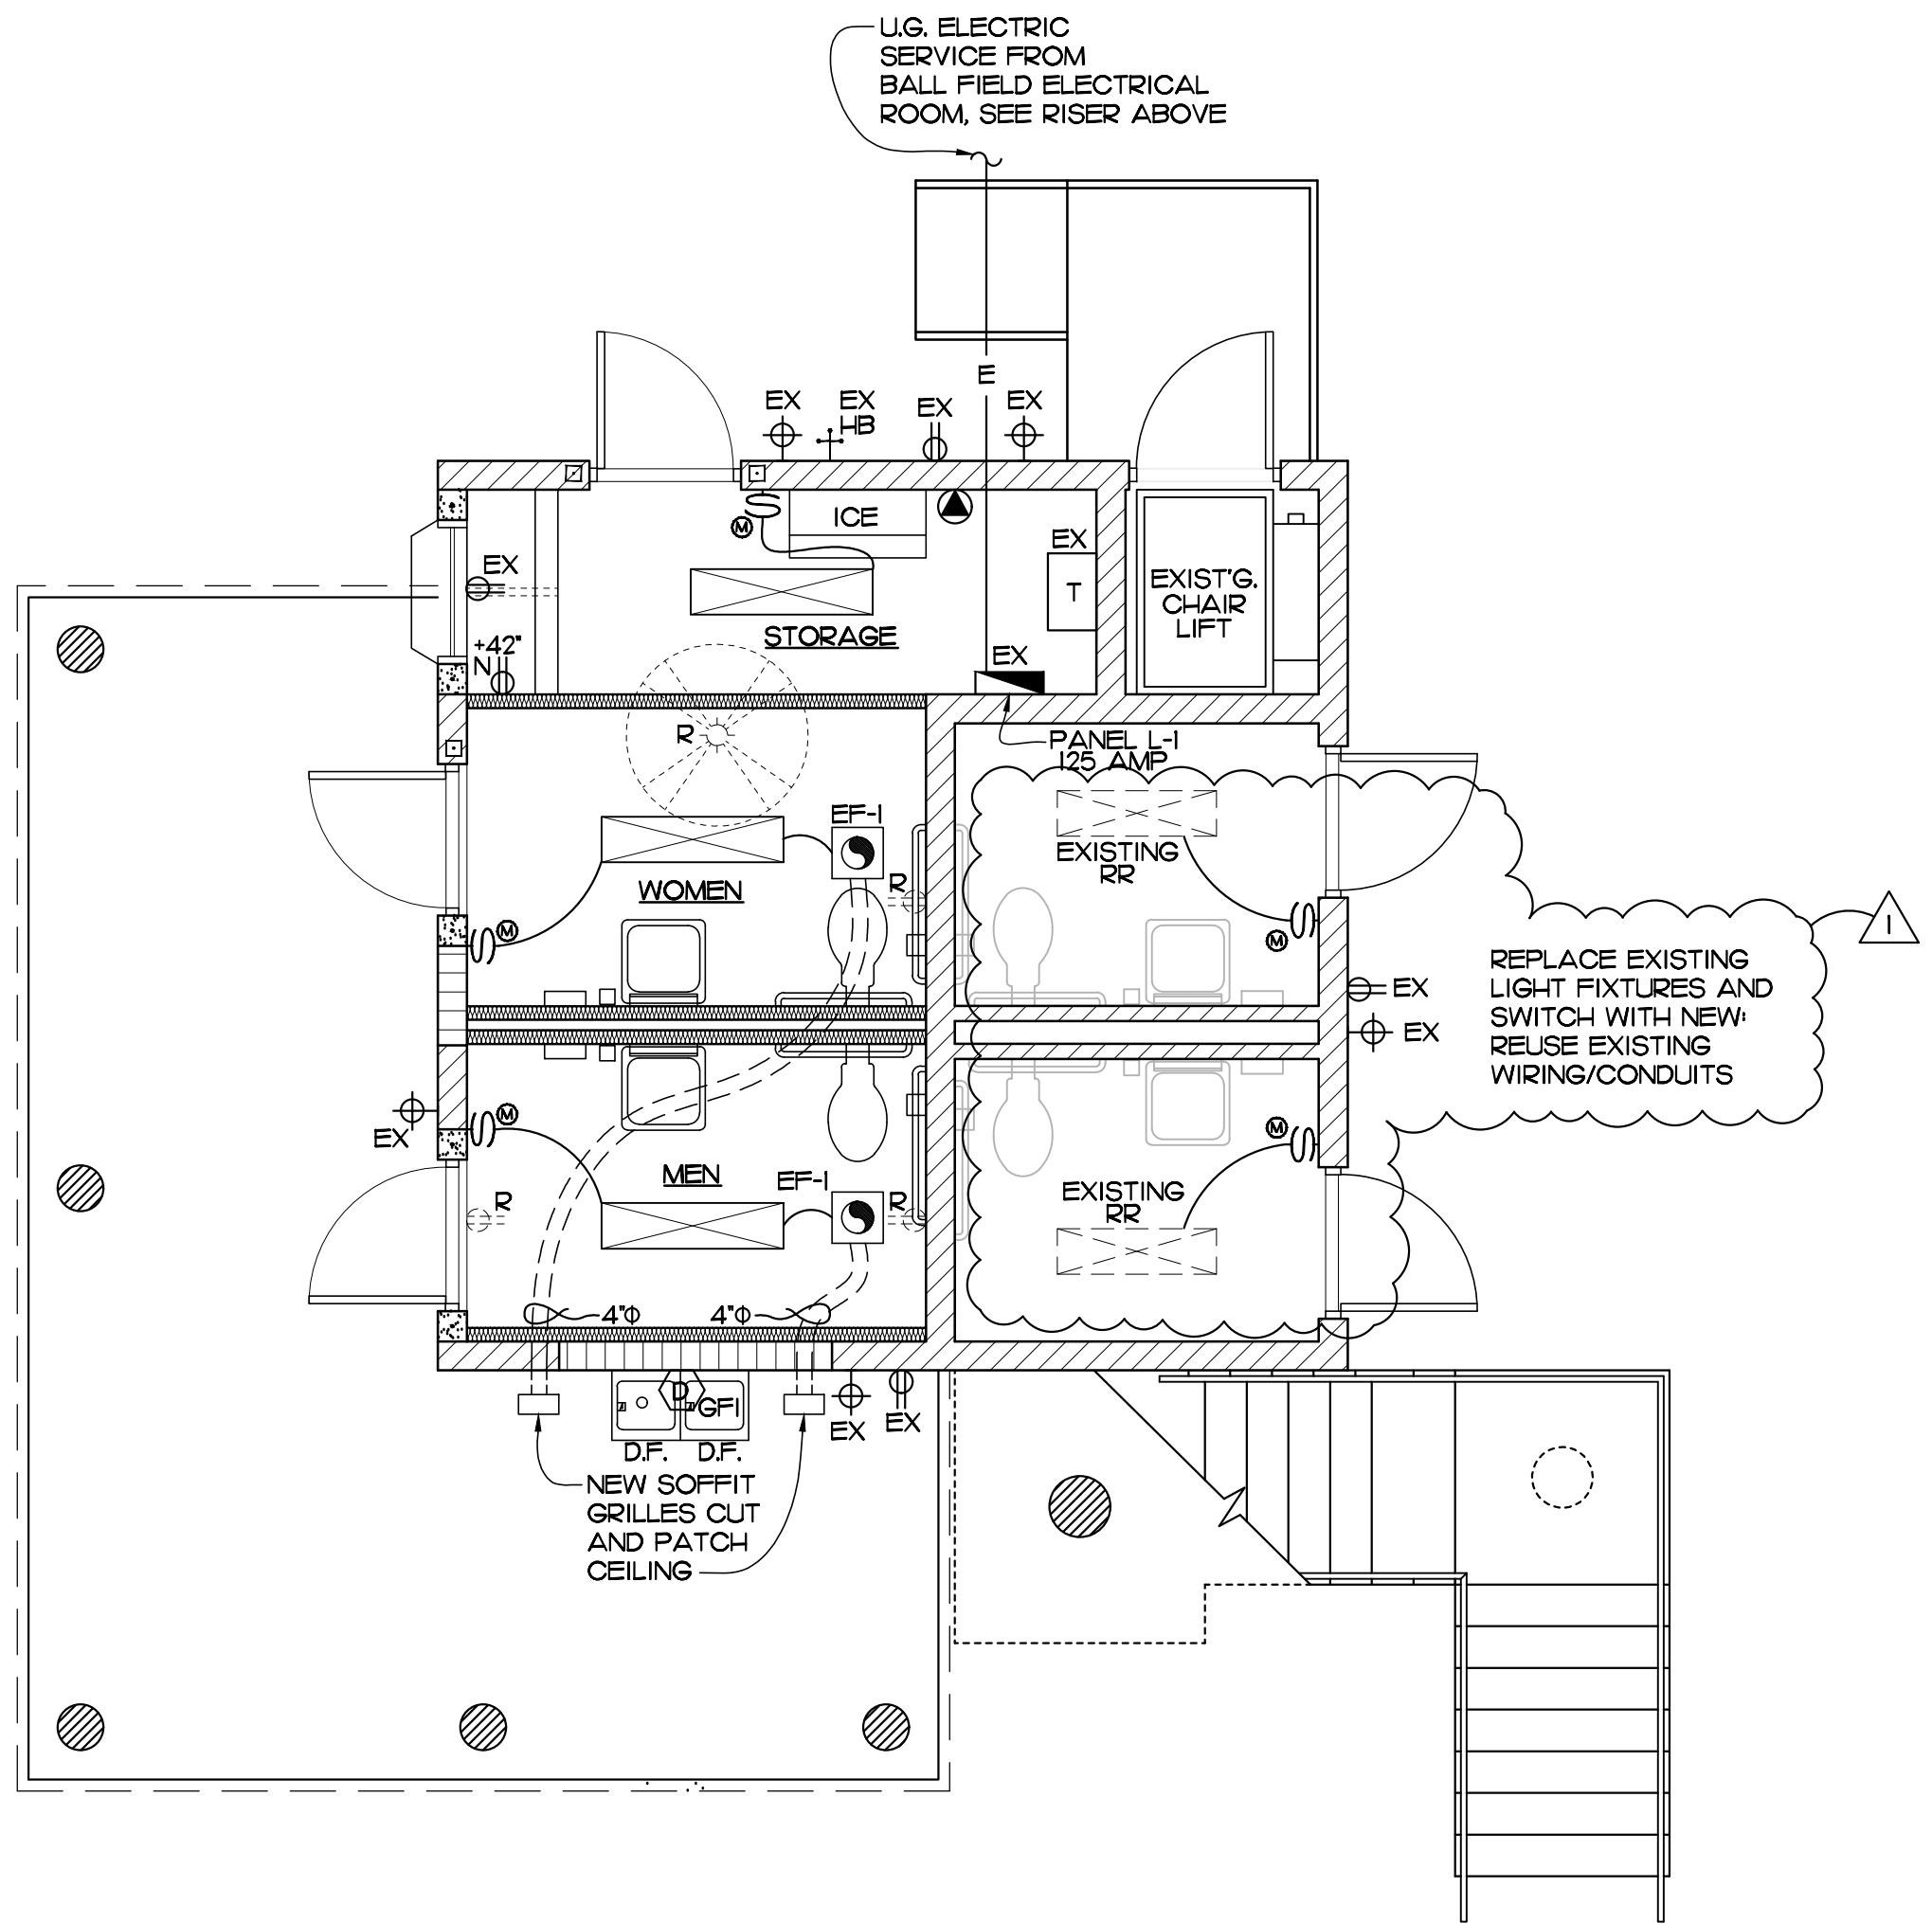 U.G. ELECTRIC
SERVICE FROM
BALL FIELD ELECTRICAL
ROOM, SEE RISER ABOVE
E
EX
EX
HB
EX
EX
M
ICE
EX
T
EX
EXIST'G.
CHAIR
LIFT
STORAGE
+42"
N
EX
R
PANEL L-1
125 AMP
EF-1
WOMEN
R
M
EXISTING
RR
M
1
REPLACE EXISTING
LIGHT FIXTURES AND
SWITCH WITH NEW:
REUSE EXISTING
WIRING/CONDUITS
EX
EX
EX
M
MEN
EF-1
R
R
M
EXISTING
RR
4"Φ
4"Φ
D
GFI
D.F.
D.F.
EX
EX
NEW SOFFIT
GRILLES CUT
AND PATCH
CEILING